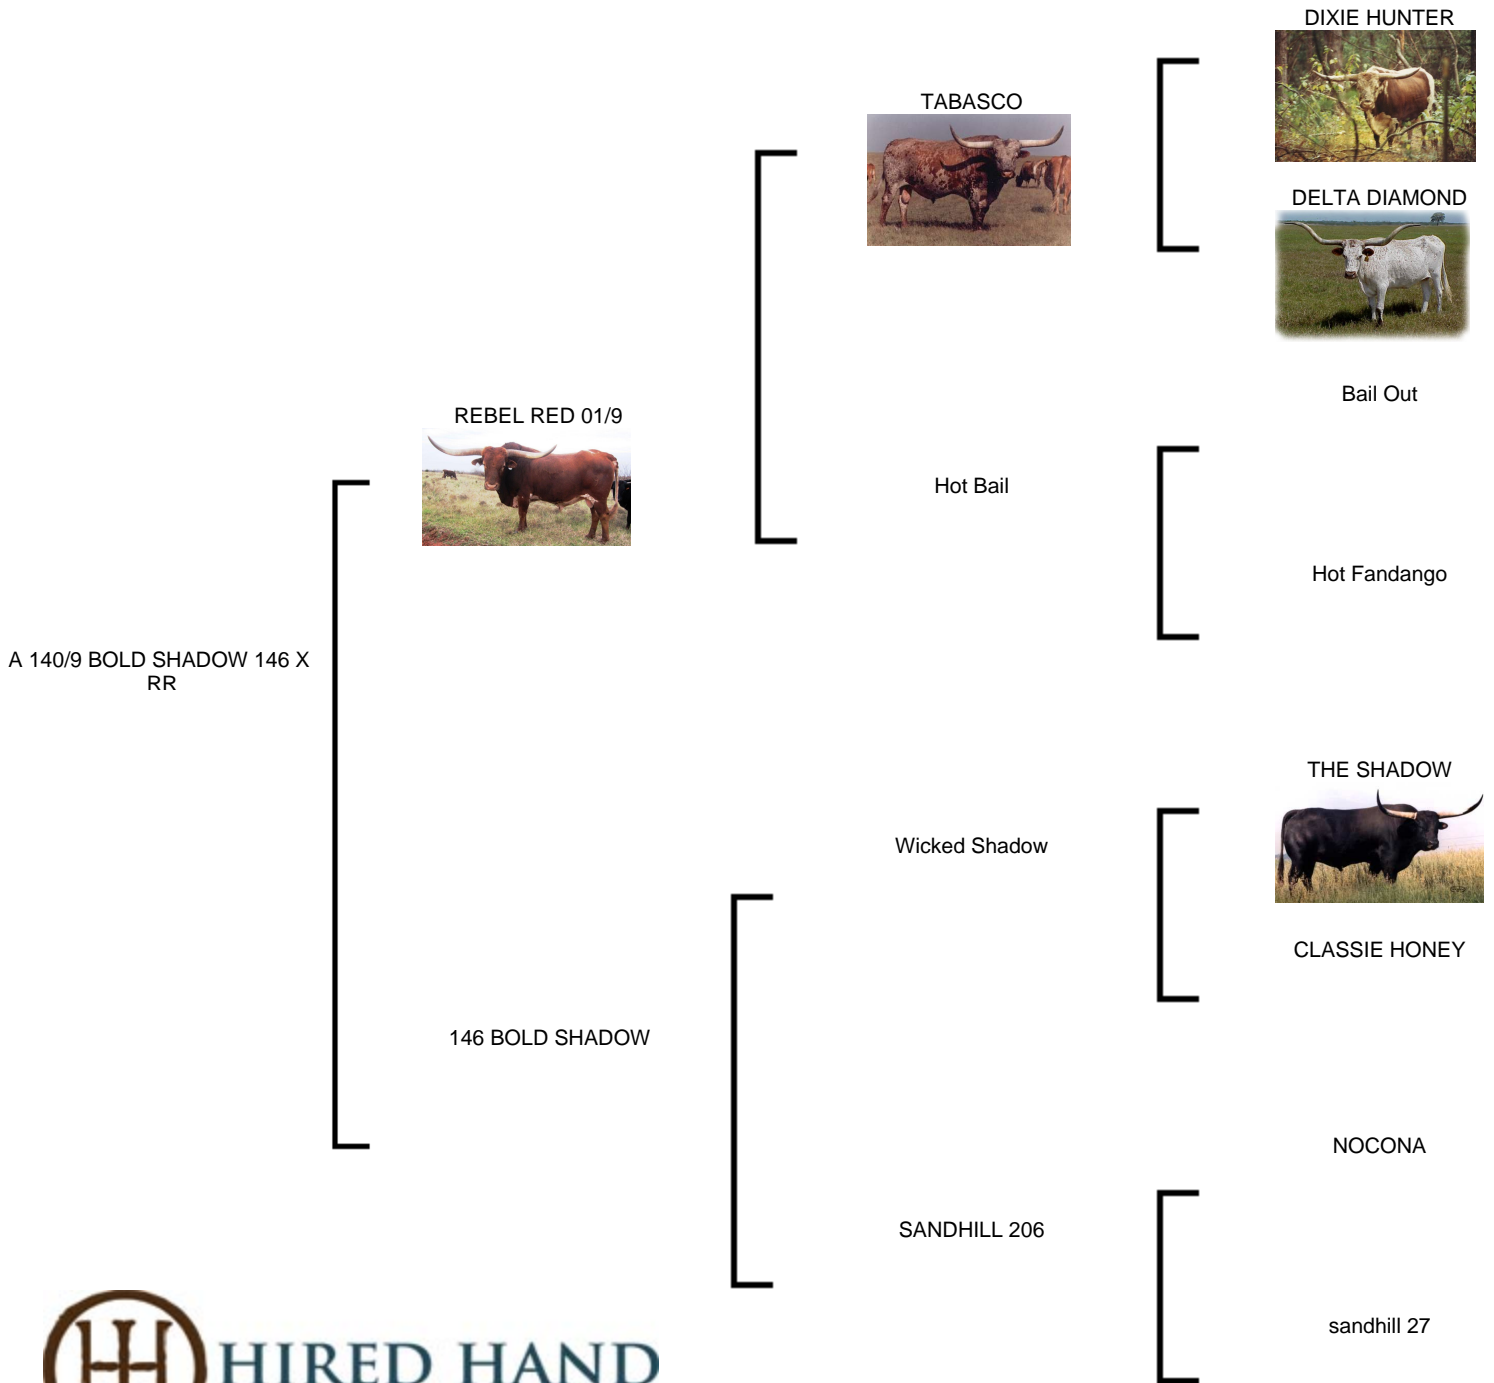 DIXIE HUNTER
TABASCO
DELTA DIAMOND
Bail Out
REBEL RED 01/9
Hot Bail
Hot Fandango
A 140/9 BOLD SHADOW 146 X
RR
THE SHADOW
Wicked Shadow
CLASSIE HONEY
146 BOLD SHADOW
NOCONA
SANDHILL 206
sandhill 27
HIRED HAND